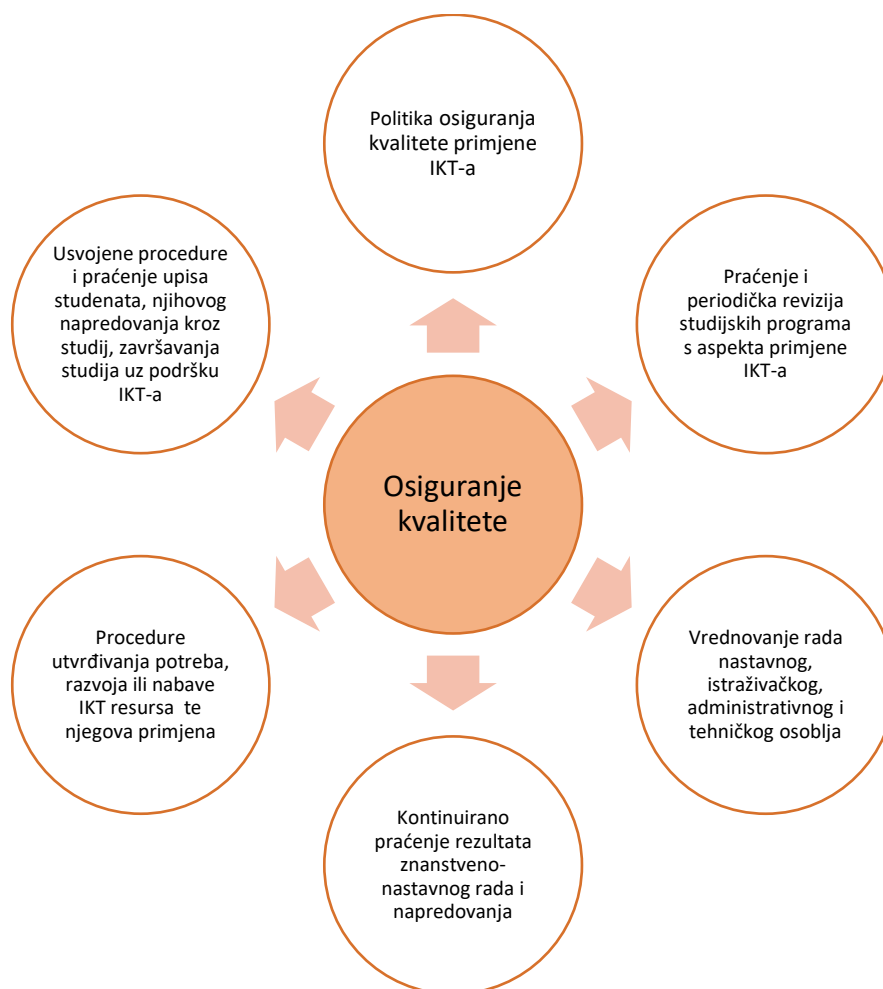 Politika osiguranja
kvalitete primjene
IKT-a
Usvojene procedure
i praćenje upisa
studenata, njihovog
napredovanja kroz
studij, završavanja
studija uz podršku
IKT-a
Praćenje i
periodička revizija
studijskih programa
s aspekta primjene
IKT-a
Osiguranje
kvalitete
Procedure
utvrđivanja potreba,
razvoja ili nabave
IKT resursa  te
njegova primjena
Vrednovanje rada
nastavnog,
istraživačkog,
administrativnog i
tehničkog osoblja
Kontinuirano
praćenje rezultata
znanstveno-
nastavnog rada i
napredovanja